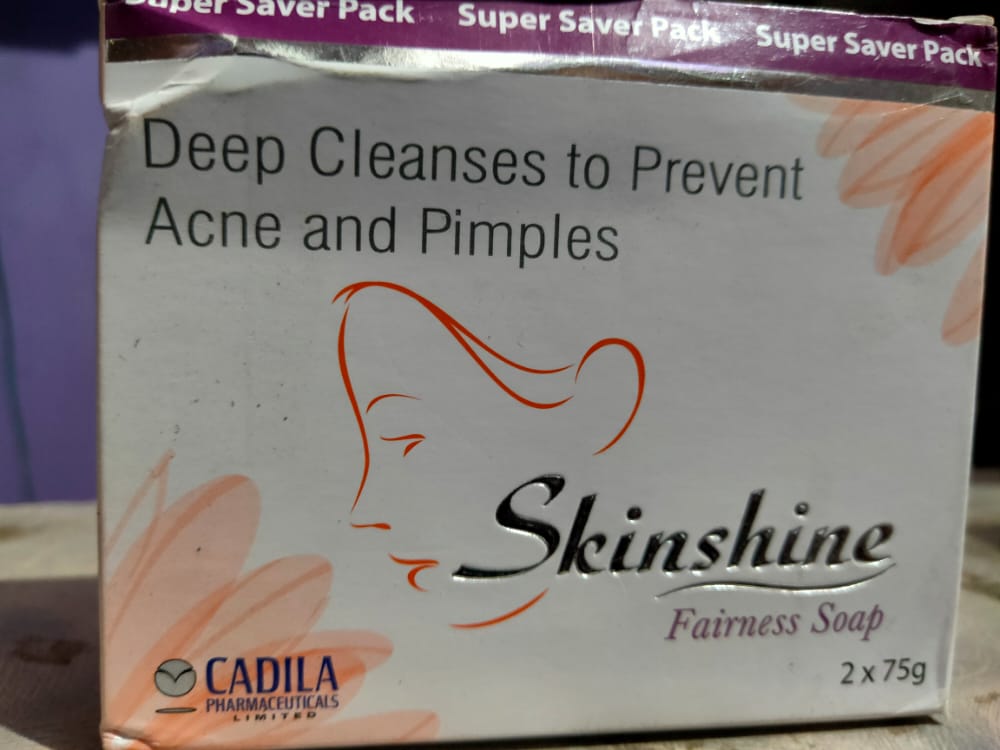 Super Saver Pack Super Saver Pack Super Saver Pack
Deep Cleanses to Prevent
Acne and Pimples
Skinshine
Fairness Soap
2 x 75g
CADILA
PHARMACEUTICALS
LIMITED